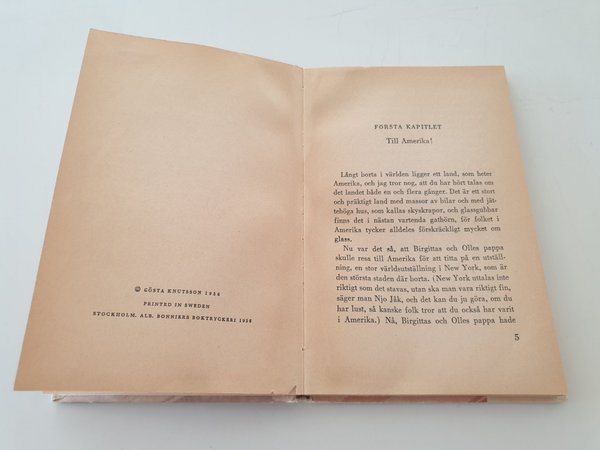 © GÖSTA KNUTSSON 1956
PRINTED IN SWEDEN
STOCKHOLM. ALB. BONNIERS BOKTRYCKERI 1956
FÖRSTA KAPITLET
Till Amerika!
Långt borta i världen ligger ett land, som heter
Amerika, och jag tror nog, att du har hört talas om
det landet både en och flera gånger. Det är ett stort
och präktigt land med massor av bilar och med jät-
tehöga hus, som kallas skyskrapor, och glassgubbar
finns det i nästan vartenda gathörn, för folket i
Amerika tycker alldeles förskräckligt mycket om
glass.
Nu var det så, att Birgittas och Olles pappa
skulle resa till Amerika för att titta på en utställ-
ning, en stor världsutställning i New York, som är
den största staden där borta. (New York uttalas inte
riktigt som det stavas, utan ska man vara riktigt fin,
säger man Njo Jåk, och det kan du ja göra, om du
har lust, så kanske folk tror att du också har varit
i Amerika.) Nå, Birgittas och Olles pappa hade
5